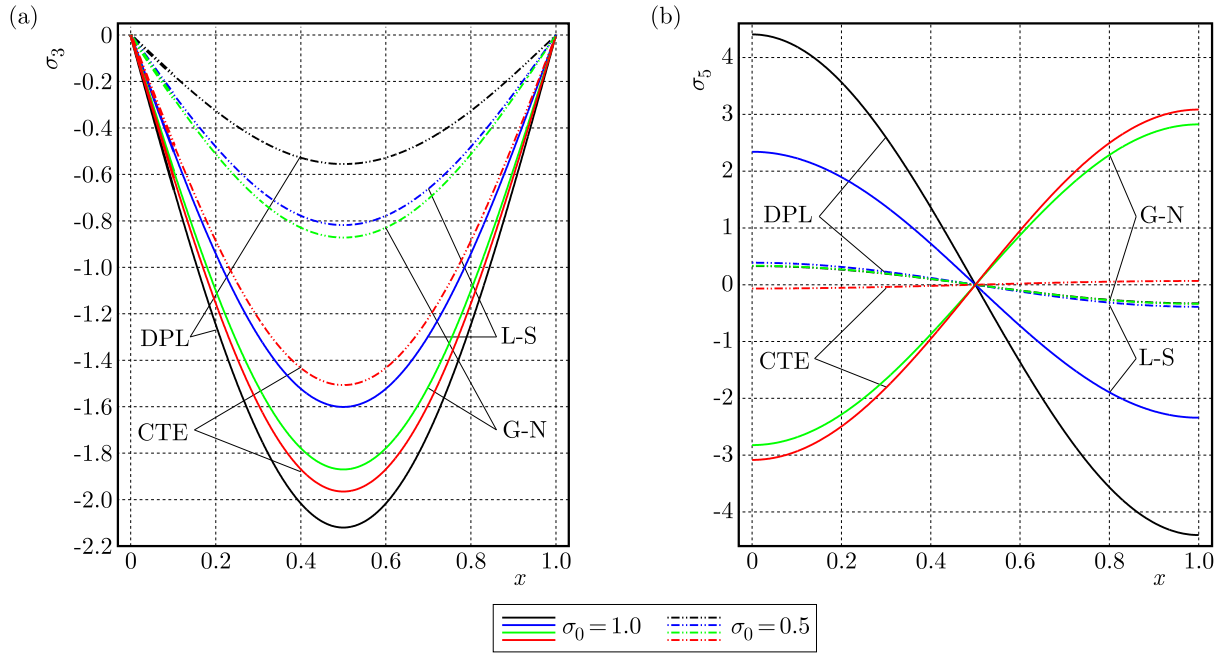 (a)
σ3
0
-0.2
-0.4
-0.6
-0.8
-1.0
-1.2
-1.4
-1.6
-1.8
-2.0
-2.2
DPL
L-S
CTE
G-N
0 0.2 0.4 0.6 0.8 1.0
x
(b)
σ5
4
3
2
1
0
-1
-2
-3
-4
DPL
G-N
CTE
L-S
0 0.2 0.4 0.6 0.8 1.0
x
σ0 = 1.0 σ0 = 0.5